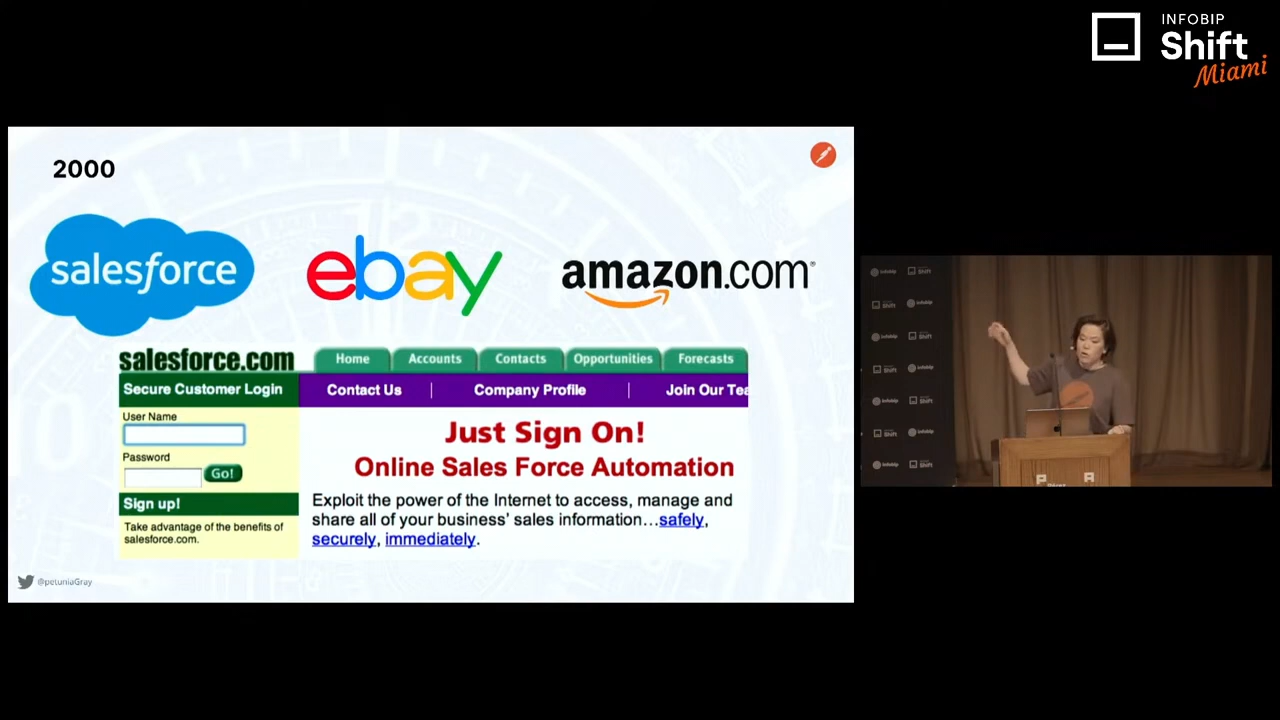 INFOBIP
Shift
Miami
2000
salesforce
ebay
amazon.com
salesforce.com
Home
Accounts
Contacts
Opportunities
Forecasts
Secure Customer Login
Contact Us
Company Profile
Join Our Tea
User Name
Password
Go!
Sign up!
Take advantage of the benefits of
salesforce.com.
Just Sign On!
Online Sales Force Automation
Exploit the power of the Internet to access, manage and
share all of your business' sales information...safely,
securely, immediately.
@petuniaGray